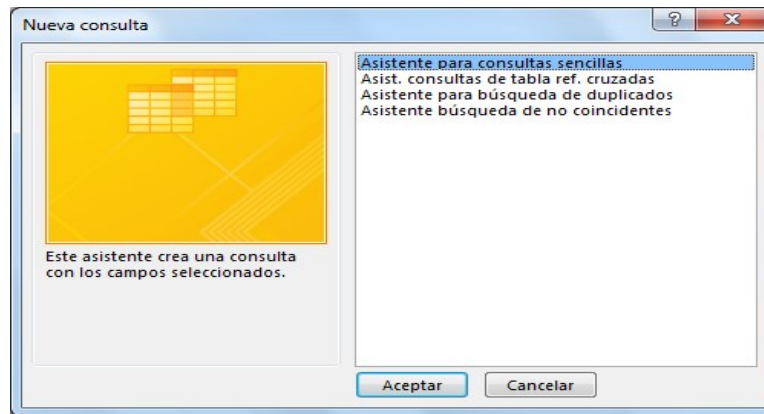 Nueva consulta
?
X
Asistente para consultas sencillas
Asist. consultas de tabla ref. cruzadas
Asistente para búsqueda de duplicados
Asistente búsqueda de no coincidentes
Este asistente crea una consulta
con los campos seleccionados.
Aceptar
Cancelar